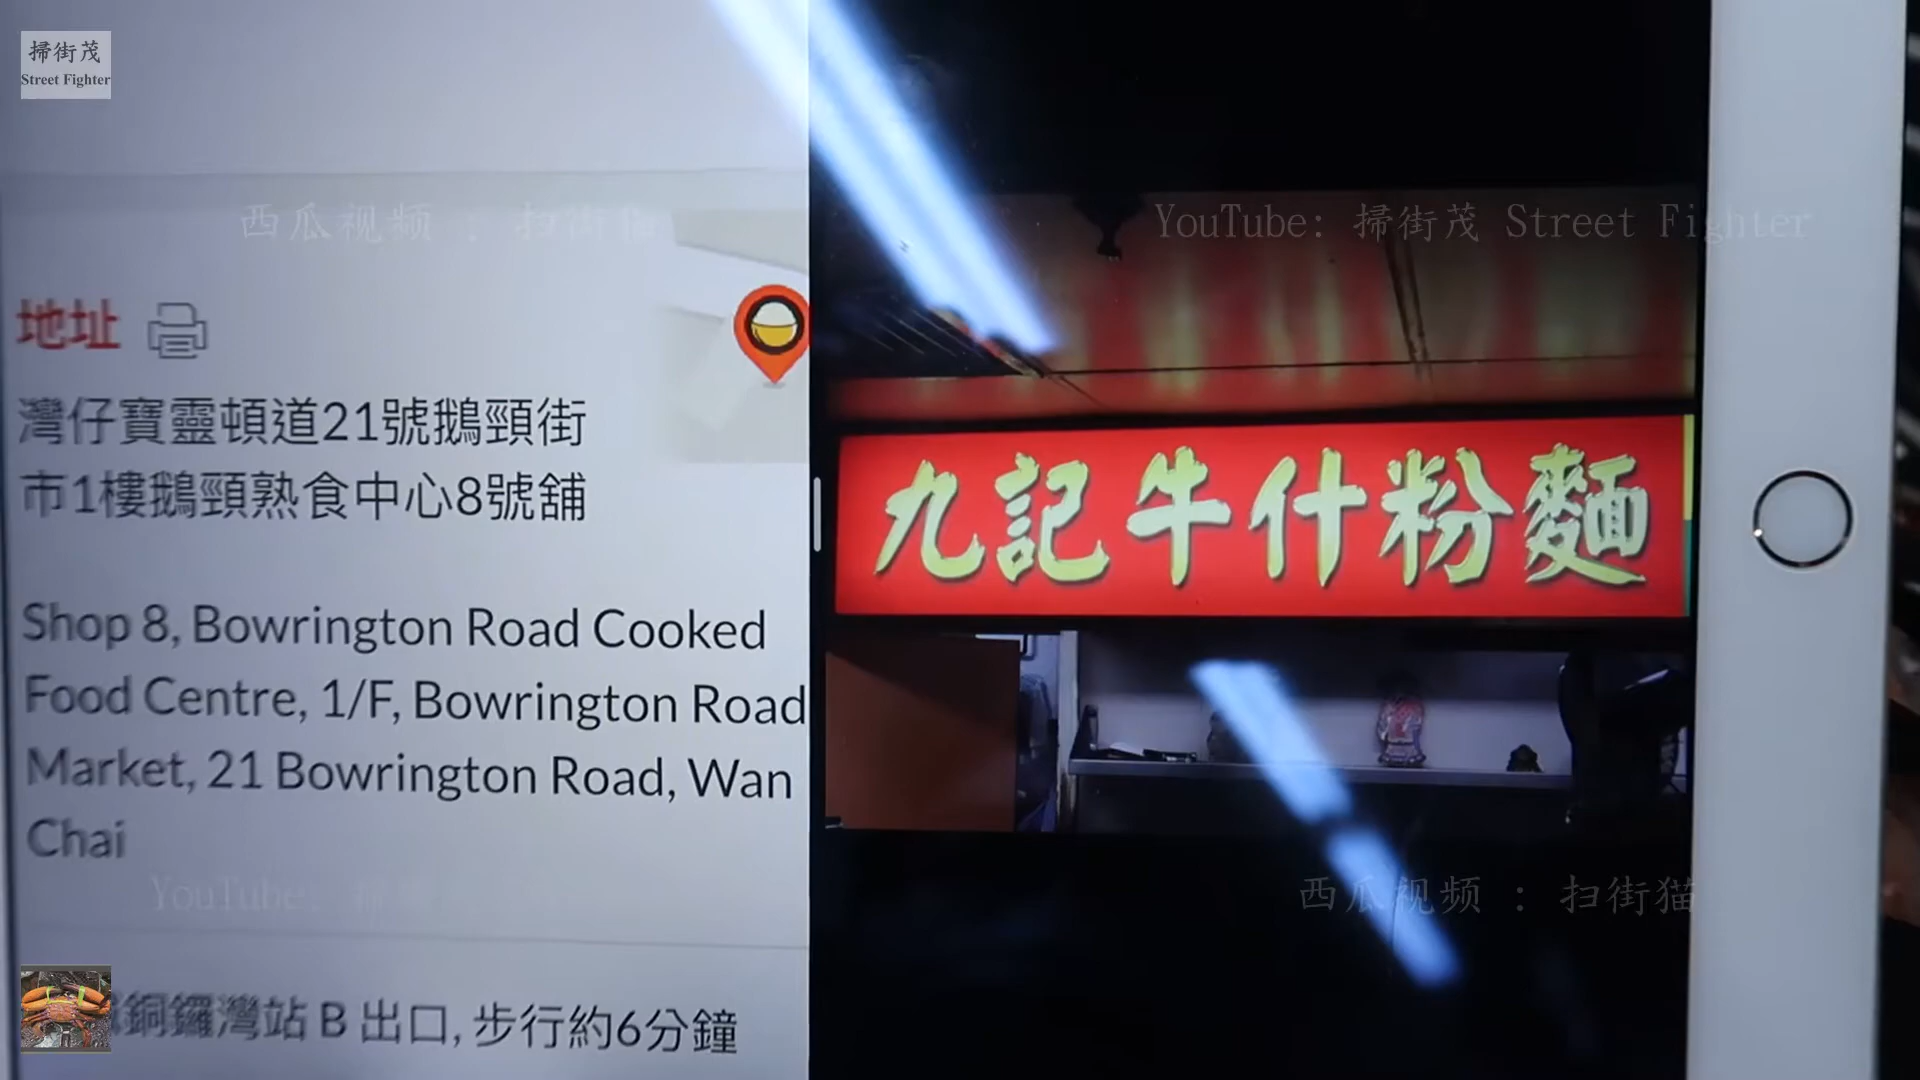 掃街茂
Street Fighter
西瓜视频 : 扫街猫
YouTube: 掃街茂 Street Fighter
地址
灣仔寶靈頓道21號鵝頸街
市1樓鵝頸熟食中心8號舖
Shop 8, Bowrington Road Cooked
Food Centre, 1/F, Bowrington Road
Market, 21 Bowrington Road, Wan
Chai
九記牛什粉麵
YouTube:
西瓜视频 : 扫街猫
銅鑼灣站 B 出口, 步行約6分鐘